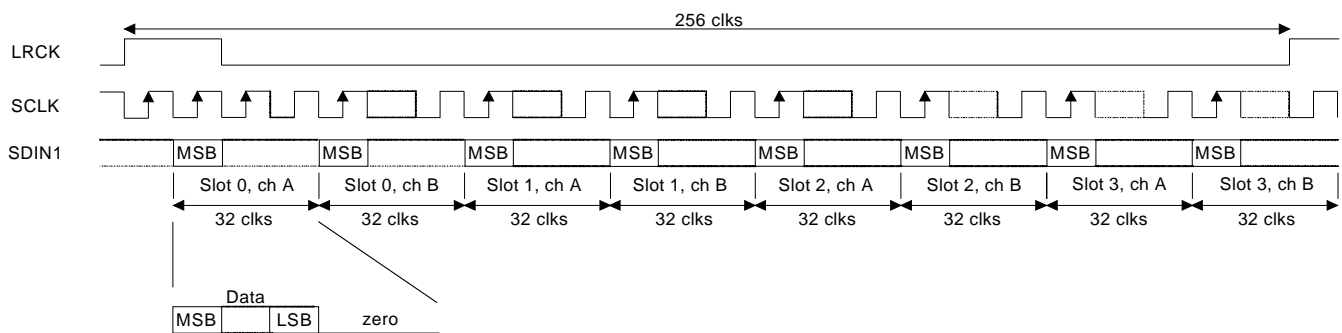 256 clks
LRCK
SCLK
SDIN1
MSB MSB MSB MSB MSB MSB MSB MSB
Slot 0, ch A Slot 0, ch B Slot 1, ch A Slot 1, ch B Slot 2, ch A Slot 2, ch B Slot 3, ch A Slot 3, ch B
32 clks 32 clks 32 clks 32 clks 32 clks 32 clks 32 clks 32 clks
Data
MSB LSB zero